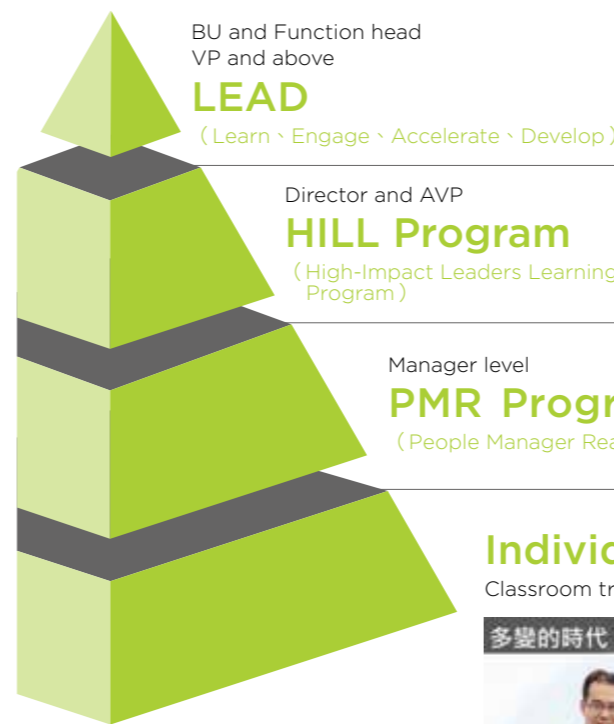 BU and Function head
VP and above
LEAD
（Learn、Engage、Accelerate、Develop）
Director and AVP
HILL Program
（High-Impact Leaders Learning
Program）
Manager level
PMR
（People Manager
Classroom
多變的時代